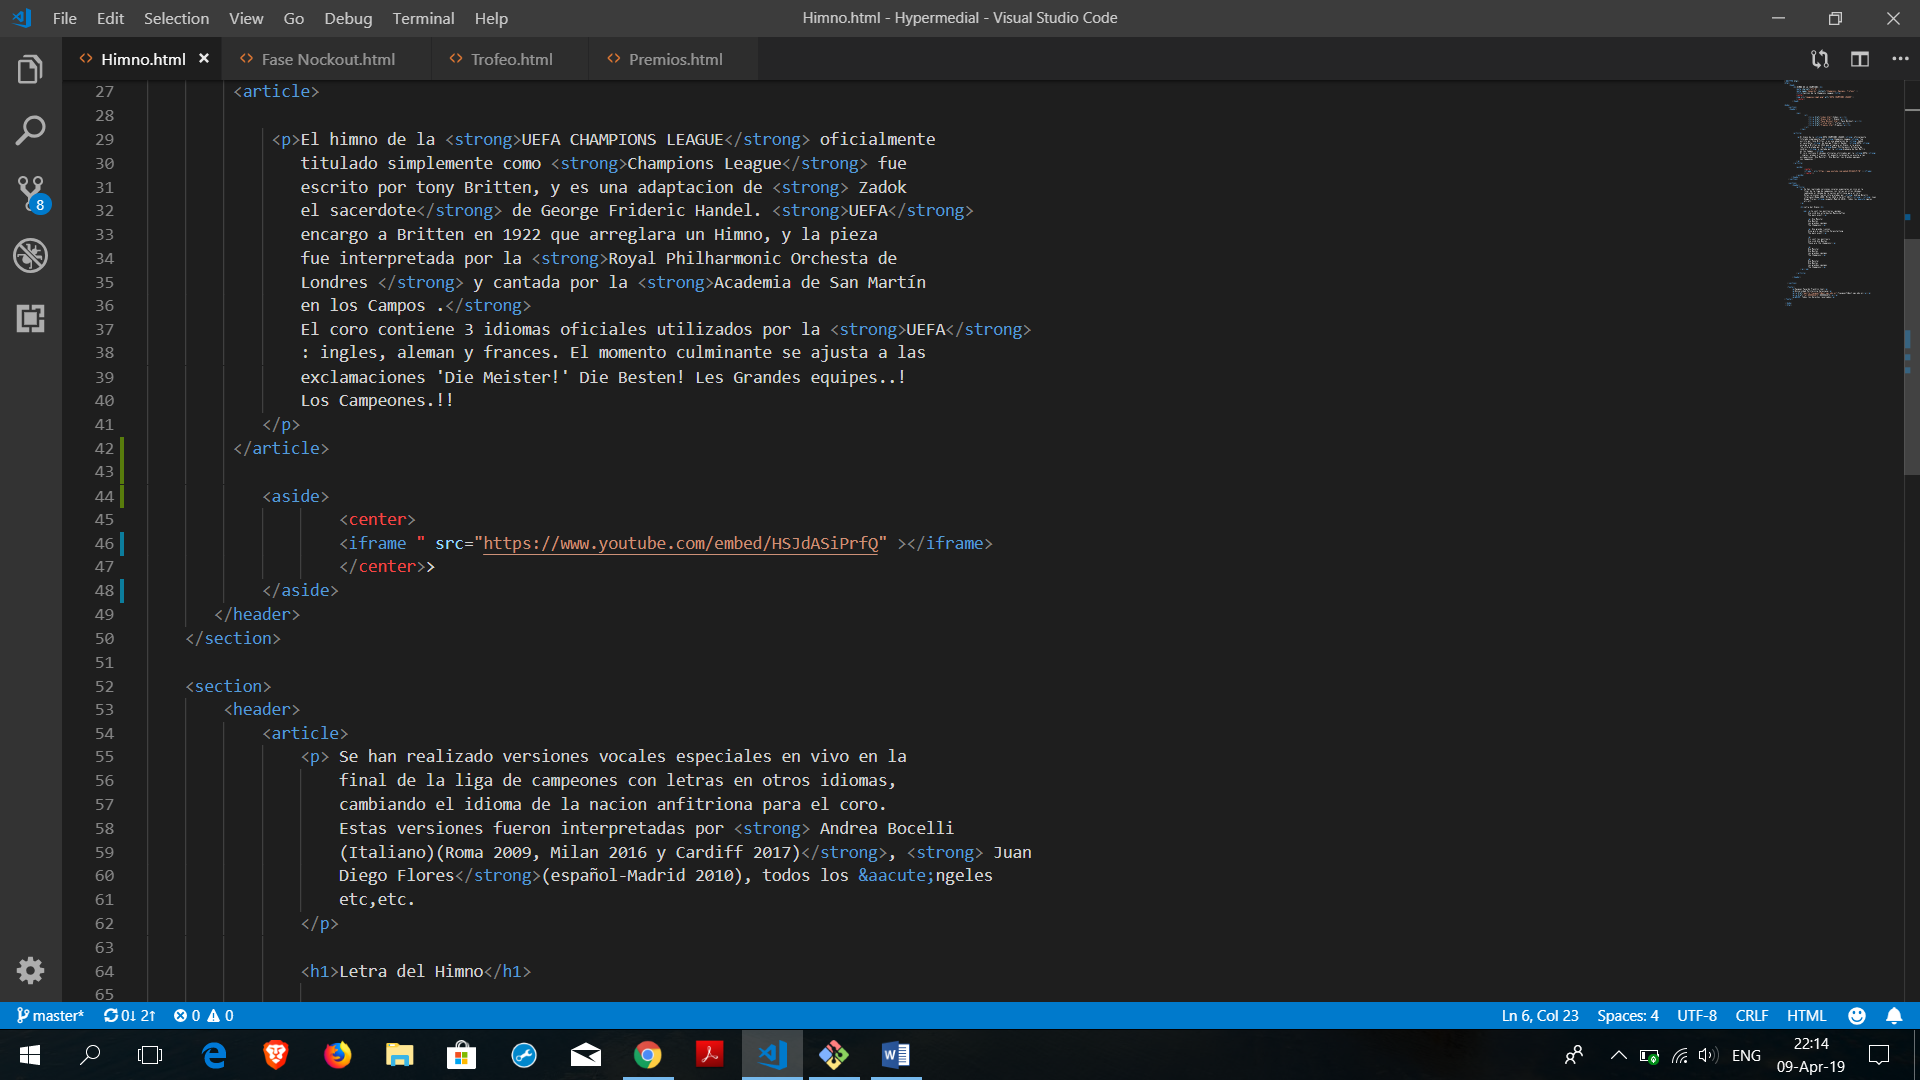 File Edit Selection View Go Debug Terminal Help
Himno.html - Hypermedial - Visual Studio Code
Himno.html Fase Nockout.html Trofeo.html Premios.html
27 <article>
28
29 <p>El himno de la <strong>UEFA CHAMPIONS LEAGUE</strong> oficialmente
30 titulado simplemente como <strong>Champions League</strong> fue
31 escrito por tony Britten, y es una adaptacion de <strong> Zadok
32 el sacerdote</strong> de George Frideric Handel. <strong>UEFA</strong>
33 encargo a Britten en 1922 que arreglara un Himno, y la pieza
34 fue interpretada por la <strong>Royal Philharmonic Orchesta de
35 Londres </strong> y cantada por la <strong>Academia de San Martín
36 en los Campos .</strong>
37 El coro contiene 3 idiomas oficiales utilizados por la <strong>UEFA</strong>
38 : ingles, aleman y frances. El momento culminante se ajusta a las
39 exclamaciones 'Die Meister!' Die Besten! Les Grandes equipes..!
40 Los Campeones.!!
41 </p>
42 </article>
43
44 <aside>
45 <center>
46 <iframe " src="https://www.youtube.com/embed/HSJdASiPrfQ" ></iframe>
47 </center>>
48 </aside>
49 </header>
50 </section>
51
52 <section>
53 <header>
54 <article>
55 <p> Se han realizado versiones vocales especiales en vivo en la
56 final de la liga de campeones con letras en otros idiomas,
57 cambiando el idioma de la nacion anfitriona para el coro.
58 Estas versiones fueron interpretadas por <strong> Andrea Bocelli
59 (Italiano)(Roma 2009, Milan 2016 y Cardiff 2017)</strong>, <strong> Juan
60 Diego Flores</strong>(español-Madrid 2010), todos los &aacute;ngeles
61 etc,etc.
62 </p>
63
64 <h1>Letra del Himno</h1>
65
8
master* 0↓ 2↑ 0 0
Ln 6, Col 23 Spaces: 4 UTF-8 CRLF HTML
ENG
22:14
09-Apr-19